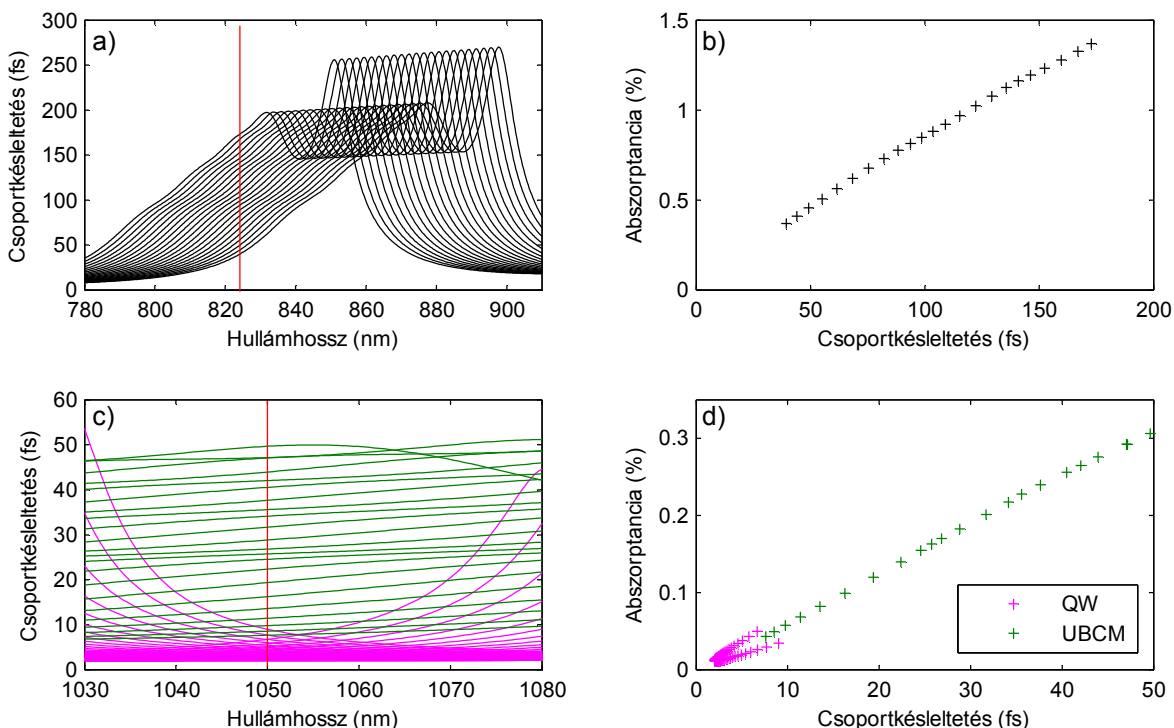 a)
Csoportkésleltetés (fs)
300
250
200
150
100
50
0
780 800 820 840 860 880 900
Hullámhossz (nm)
b)
Abszorptancia (%)
1.5
1
0.5
0
0 50 100 150 200
Csoportkésleltetés (fs)
c)
Csoportkésleltetés (fs)
60
50
40
30
20
10
0
1030 1040 1050 1060 1070 1080
Hullámhossz (nm)
d)
Abszorptancia (%)
0.3
0.2
0.1
0
QW
UBCM
0 10 20 30 40 50
Csoportkésleltetés (fs)